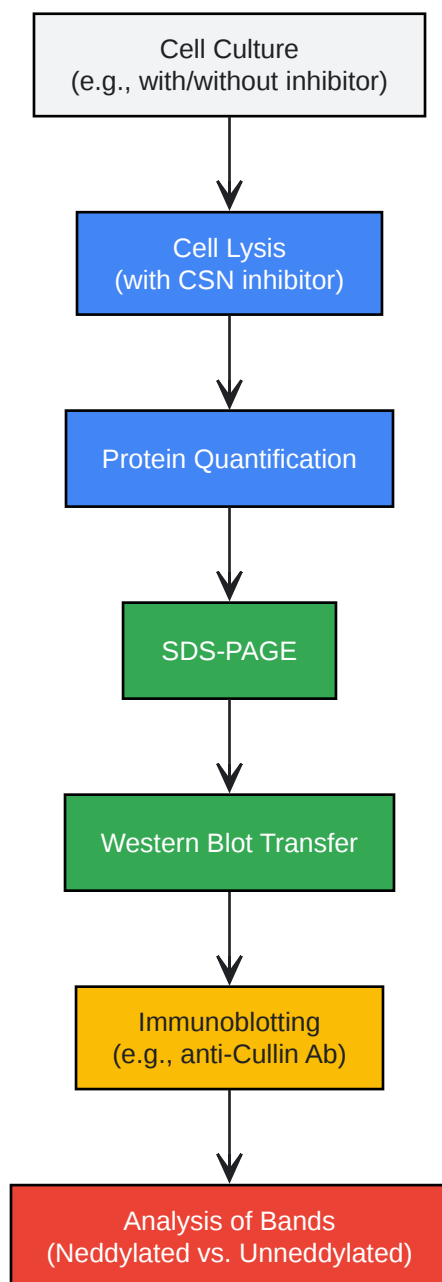 Cell Culture
(e.g., with/without inhibitor)
Cell Lysis
(with CSN inhibitor)
Protein Quantification
SDS-PAGE
Western Blot Transfer
Immunoblotting
(e.g., anti-Cullin Ab)
Analysis of Bands
(Neddylated vs. Unneddylated)